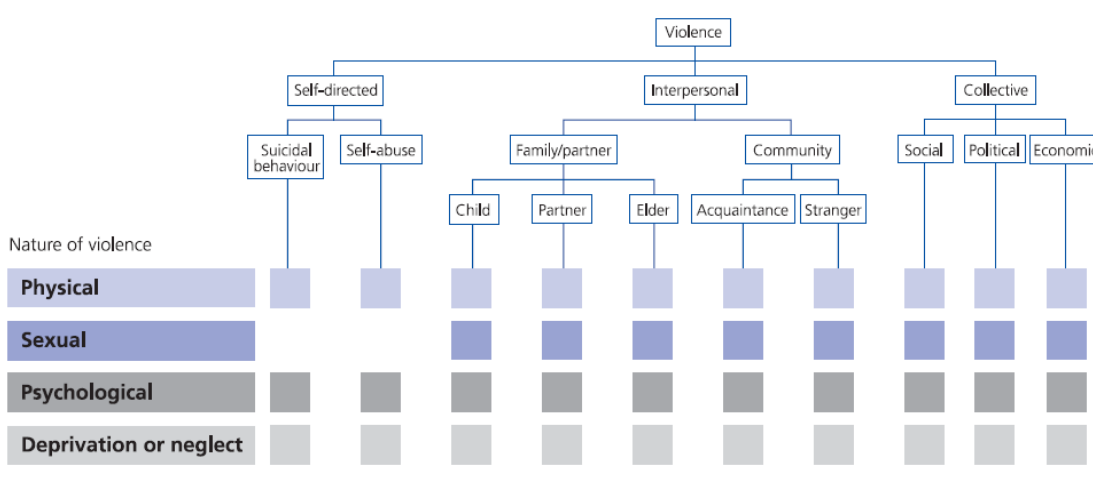 Violence
Self-directed
Interpersonal
Collective
Suicidal
behaviour
Self-abuse
Family/partner
Community
Social
Political
Economic
Child
Partner
Elder
Acquaintance
Stranger
Nature of violence
Physical
Sexual
Psychological
Deprivation or neglect